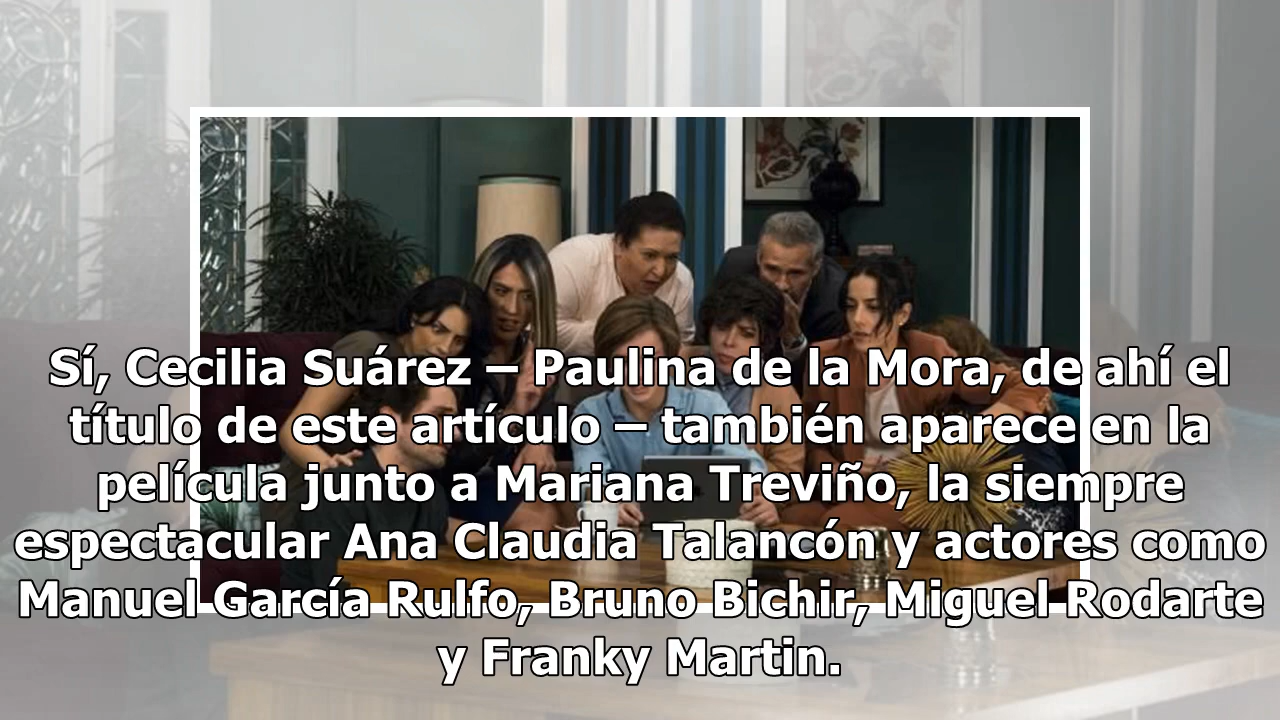 Sí, Cecilia Suárez – Paulina de la Mora, de ahí el
título de este artículo – también aparece en la
película junto a Mariana Treviño, la siempre
espectacular Ana Claudia Talancón y actores como
Manuel García Rulfo, Bruno Bichir, Miguel Rodarte
y Franky Martin.